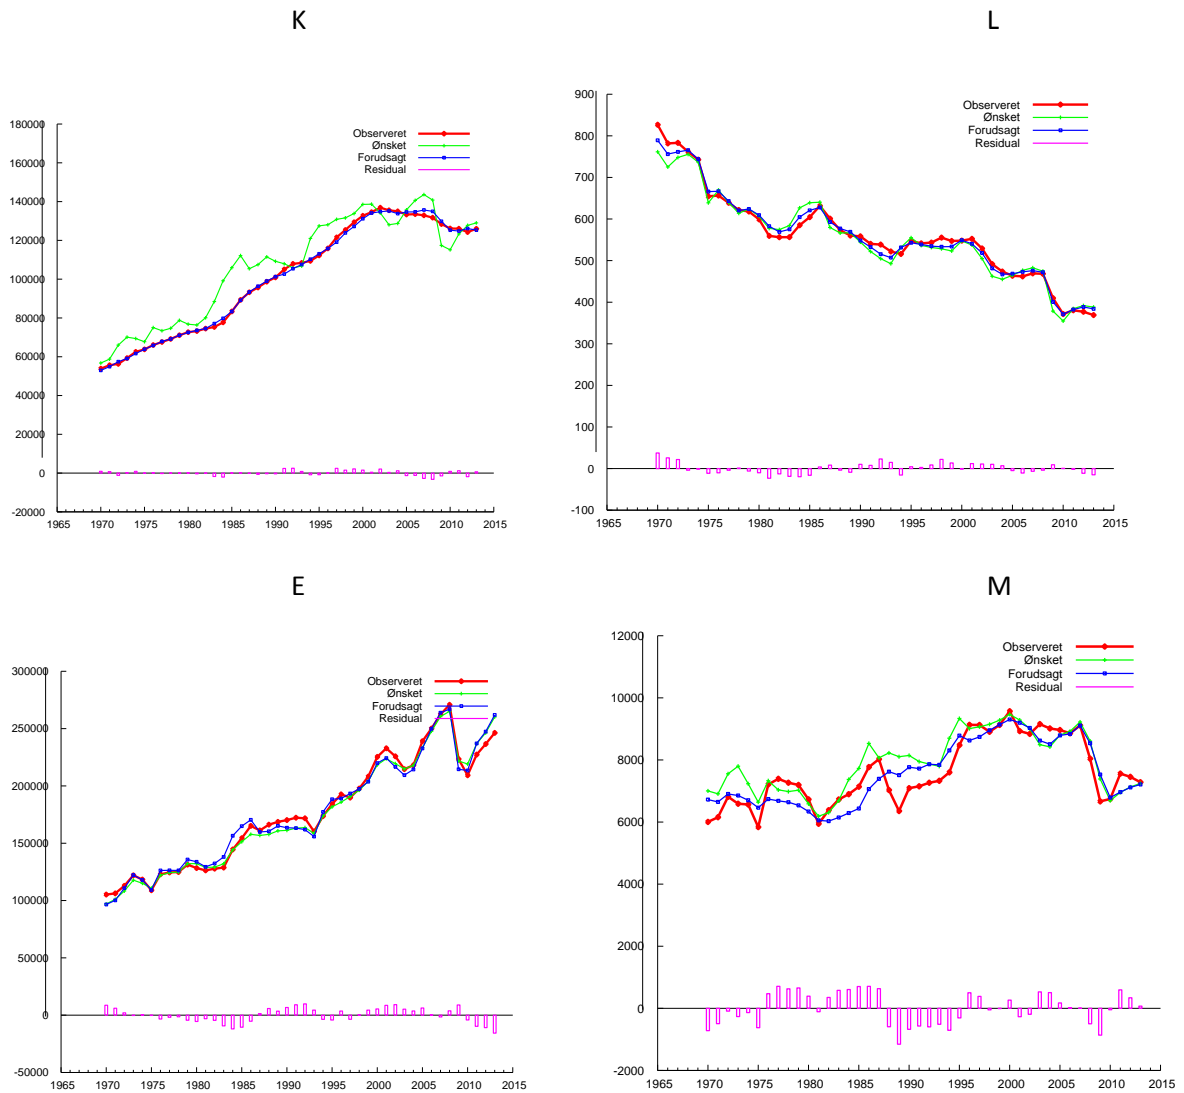 K
L
180000
160000
140000
120000
100000
80000
60000
40000
20000
0
-20000
1965 1970 1975 1980 1985 1990 1995 2000 2005 2010 2015
Observeret
Ønsket
Forudsagt
Residual
900
800
700
600
500
400
300
200
100
0
-100
1965 1970 1975 1980 1985 1990 1995 2000 2005 2010 2015
Observeret
Ønsket
Forudsagt
Residual
E
M
300000
250000
200000
150000
100000
50000
0
-50000
1965 1970 1975 1980 1985 1990 1995 2000 2005 2010 2015
Observeret
Ønsket
Forudsagt
Residual
12000
10000
8000
6000
4000
2000
0
-2000
1965 1970 1975 1980 1985 1990 1995 2000 2005 2010 2015
Observeret
Ønsket
Forudsagt
Residual